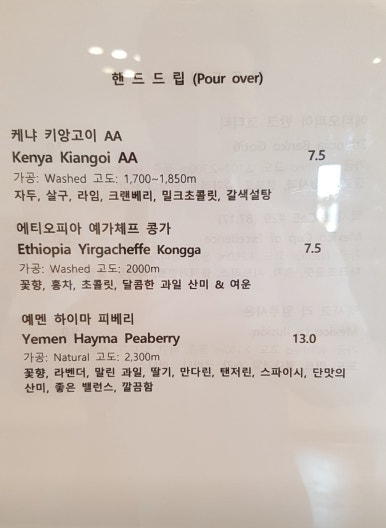 핸 드 드 립 (Pour over)
케냐 키앙고이 AA
Kenya Kiangoi AA 7.5
가공: Washed 고도: 1,700~1,850m
자두, 살구, 라임, 크랜베리, 밀크초콜릿, 갈색설탕
에티오피아 예가체프 콩가
Ethiopia Yirgacheffe Kongga 7.5
가공: Washed 고도: 2000m
꽃향, 홍차, 초콜릿, 달콤한 과일 산미 & 여운
예멘 하이마 피베리
Yemen Hayma Peaberry 13.0
가공: Natural 고도: 2,300m
꽃향, 라벤더, 말린 과일, 딸기, 만다린, 탠저린, 스파이시, 단맛의
산미, 좋은 밸런스, 깔끔함